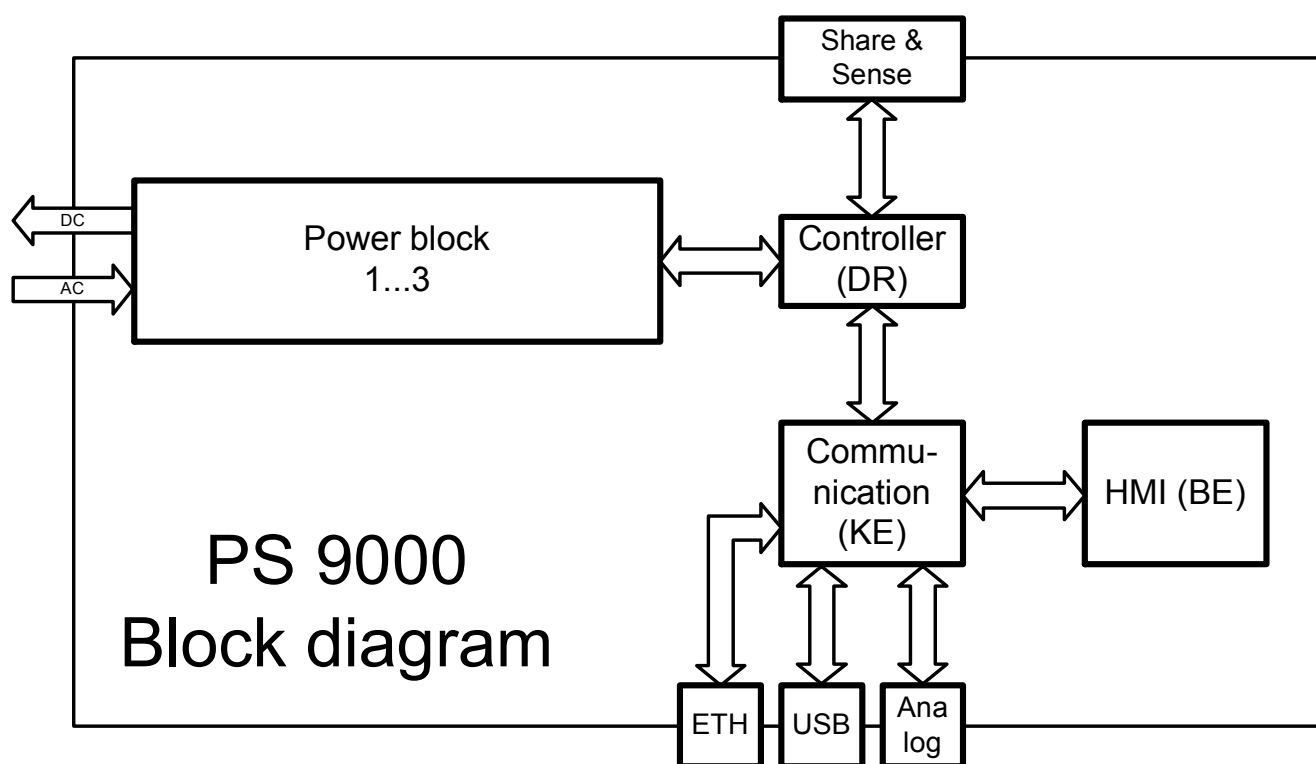 Share &
Sense
DC
AC
Power block
1...3
Controller
(DR)
Commu-
nication
(KE)
HMI (BE)
PS 9000
Block diagram
ETH
USB
Ana
log